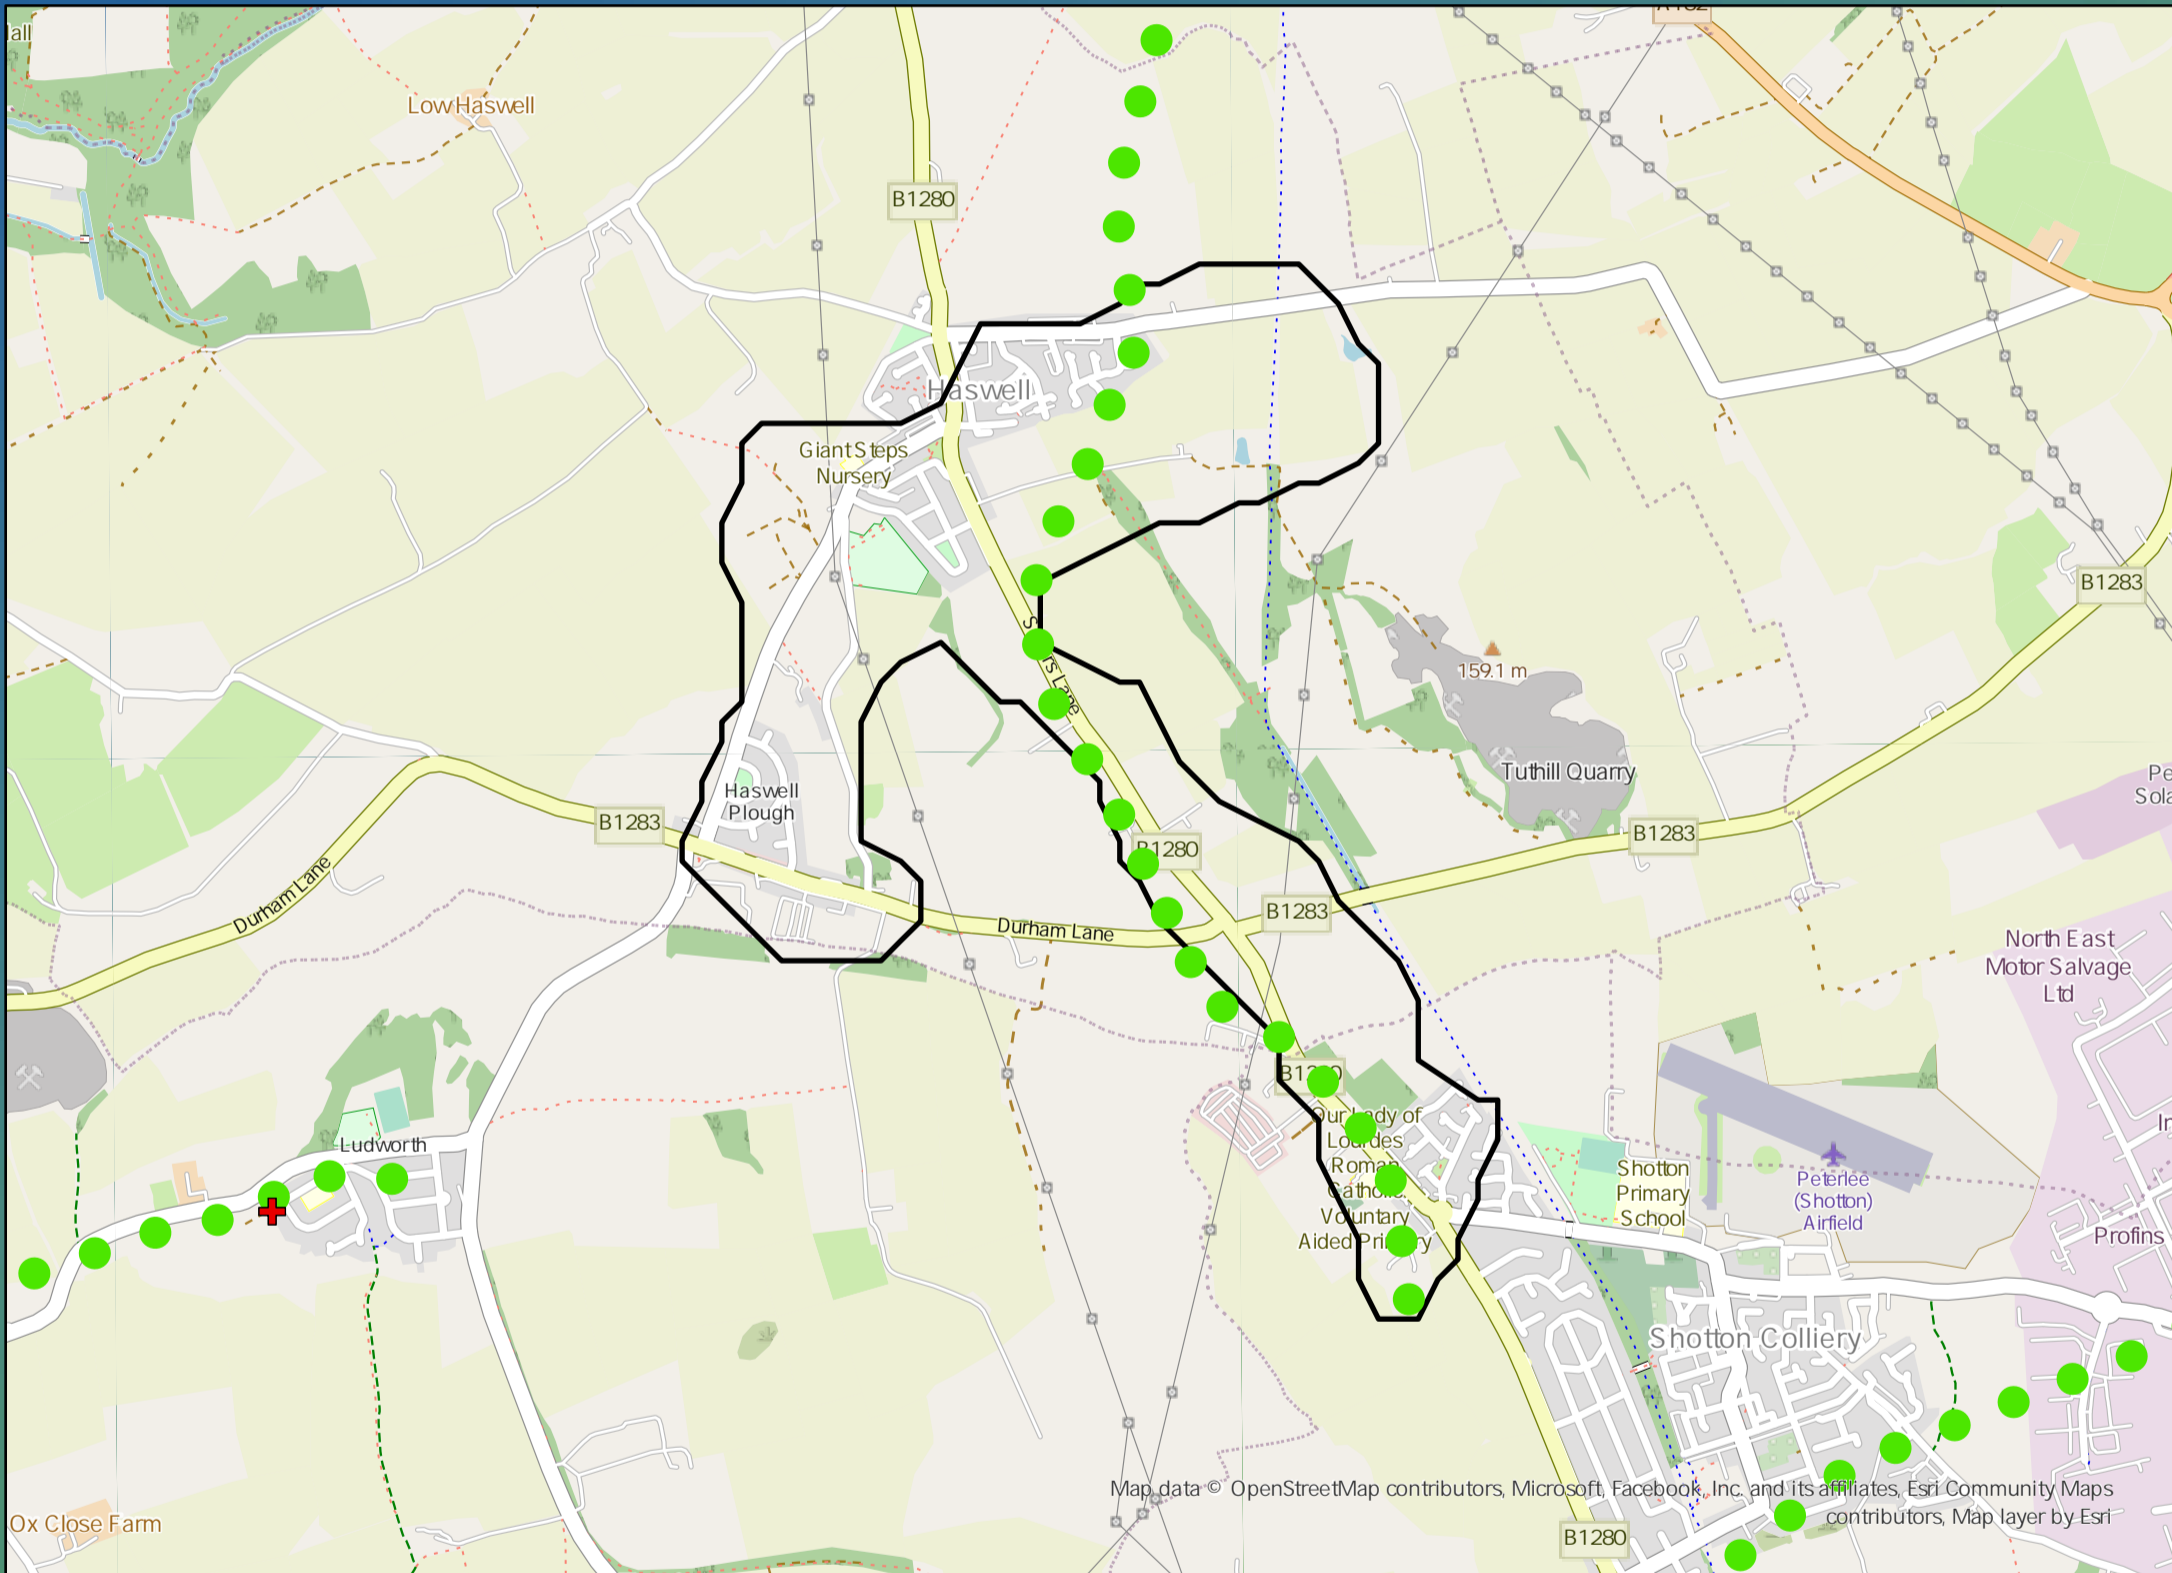 Low Haswell
B1280
Haswell
Giant Steps
Nursery
B1283
159.1 m
Tuthill Quarry
Haswell
Plough
B1283
B1280
B1283
Durham Lane
B1283
Durham Lane
North East
Motor Salvage
Ltd
Our Lady of
Lourdes
Roman
Catholic
Voluntary
Aided Primary
Ludworth
Shotton
Primary
School
Peterlee
(Shotton)
Airfield
Profins
Shotton Colliery
Map data © OpenStreetMap contributors, Microsoft, Facebook, Inc. and its affiliates, Esri Community Maps
contributors, Map layer by Esri
Ox Close Farm
B1280